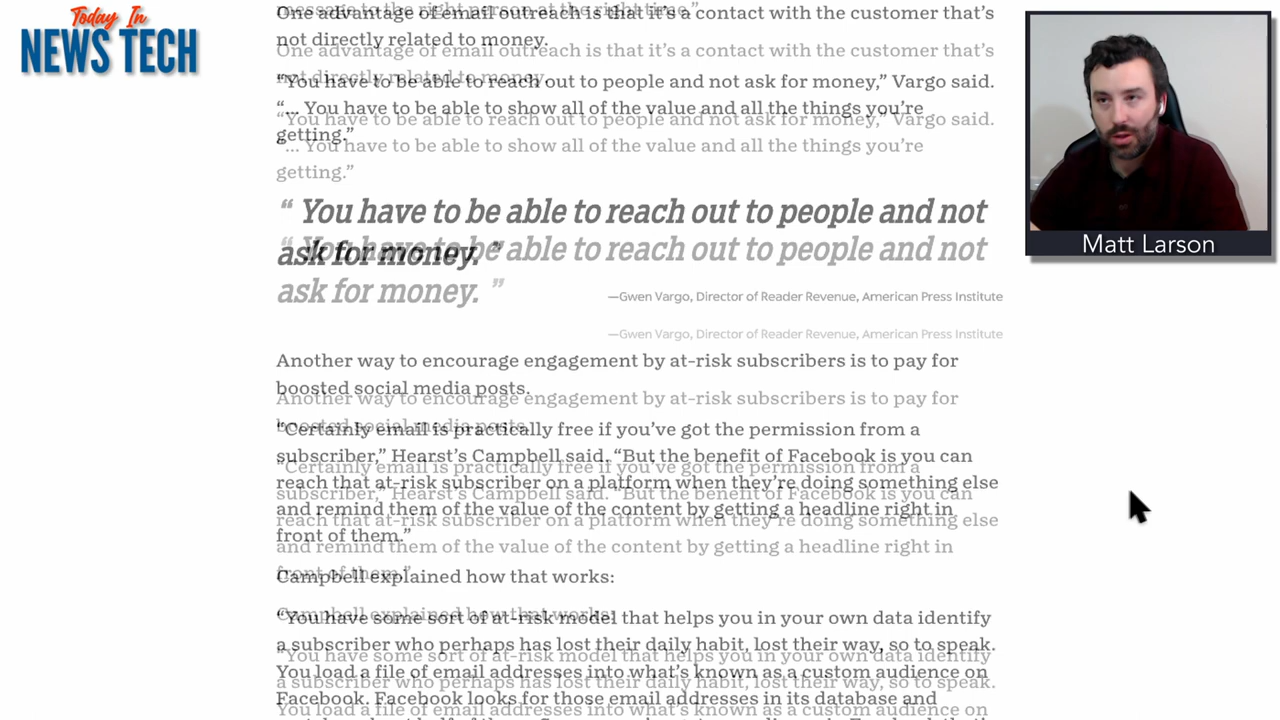 Today In
NEWS TECH
message to the right person at the right time.”
One advantage of email outreach is that it’s a contact with the customer that’s
not directly related to money.
“You have to be able to reach out to people and not ask for money,” Vargo said.
“... You have to be able to show all of the value and all the things you’re
getting.”
“ You have to be able to reach out to people and not
ask for money. ”
—Gwen Vargo, Director of Reader Revenue, American Press Institute
Another way to encourage engagement by at-risk subscribers is to pay for
boosted social media posts.
“Certainly email is practically free if you’ve got the permission from a
subscriber,” Hearst’s Campbell said. “But the benefit of Facebook is you can
reach that at-risk subscriber on a platform when they’re doing something else
and remind them of the value of the content by getting a headline right in
front of them.”
Campbell explained how that works:
“You have some sort of at-risk model that helps you in your own data identify
a subscriber who perhaps has lost their daily habit, lost their way, so to speak.
You load a file of email addresses into what’s known as a custom audience on
Facebook. Facebook looks for those email addresses in its database and
Matt Larson